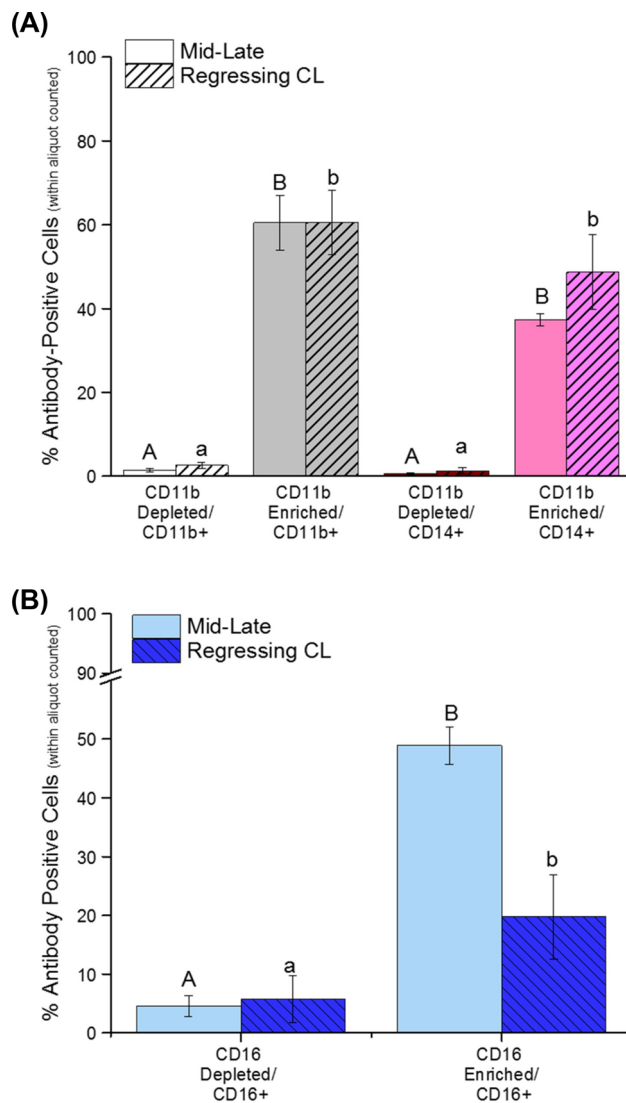 (A)
Mid-Late
Regressing CL
% Antibody-Positive Cells (within aliquot counted)
100
80
60
40
20
0
A
a
B
b
A
a
B
b
CD11b
Depleted/
CD11b+
CD11b
Enriched/
CD11b+
CD11b
Depleted/
CD14+
CD11b
Enriched/
CD14+
(B)
Mid-Late
Regressing CL
% Antibody Positive Cells (within aliquot counted)
100
90
50
40
30
20
10
0
A
a
B
b
CD16
Depleted/
CD16+
CD16
Enriched/
CD16+